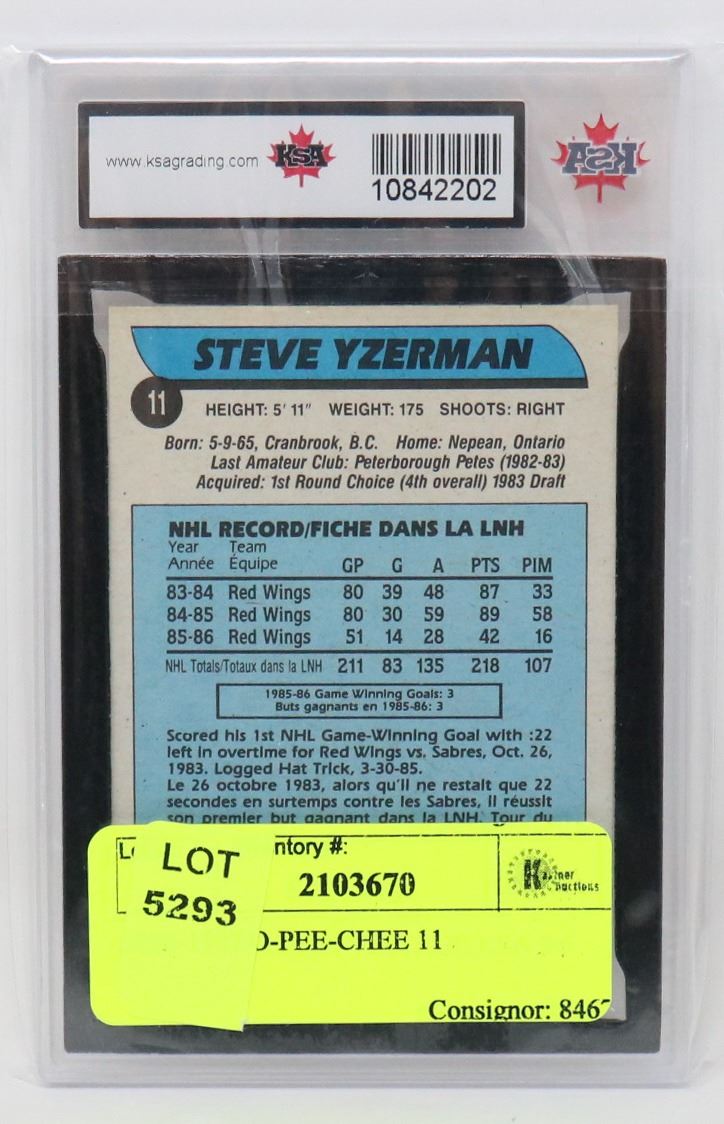 www.ksagrading.com KSA
10842202
KSA
STEVE YZERMAN
11
HEIGHT: 5' 11" WEIGHT: 175 SHOOTS: RIGHT
Born: 5-9-65, Cranbrook, B.C. Home: Nepean, Ontario
Last Amateur Club: Peterborough Petes (1982-83)
Acquired: 1st Round Choice (4th overall) 1983 Draft
NHL RECORD/FICHE DANS LA LNH
Year Team
Année Équipe GP G A PTS PIM
83-84 Red Wings 80 39 48 87 33
84-85 Red Wings 80 30 59 89 58
85-86 Red Wings 51 14 28 42 16
NHL Totals/Totaux dans la LNH 211 83 135 218 107
1985-86 Game Winning Goals: 3
Buts gagnants en 1985-86: 3
Scored his 1st NHL Game-Winning Goal with :22
left in overtime for Red Wings vs. Sabres, Oct. 26,
1983. Logged Hat Trick, 3-30-85.
Le 26 octobre 1983, alors qu'il ne restait que 22
secondes en surtemps contre les Sabres, il réussit
son premier but gagnant dans la LNH. Tour du
LOT
5293
ntory #:
2103670
O-PEE-CHEE 11
Consignor: 846